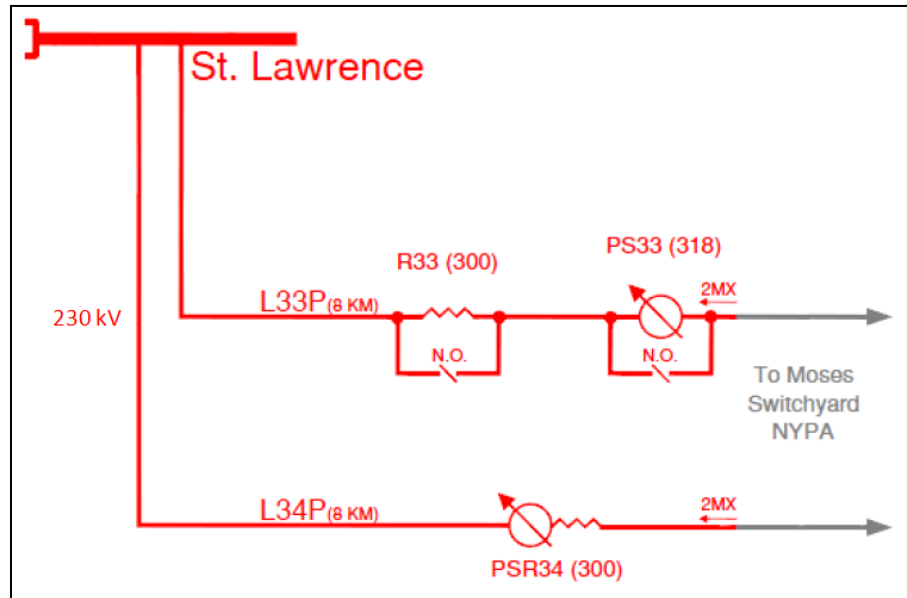 St. Lawrence
230 kV
R33 (300)
PS33 (318)
L33P(8 KM)
2MX
N.O.
N.O.
To Moses
Switchyard
NYPA
L34P(8 KM)
2MX
PSR34 (300)